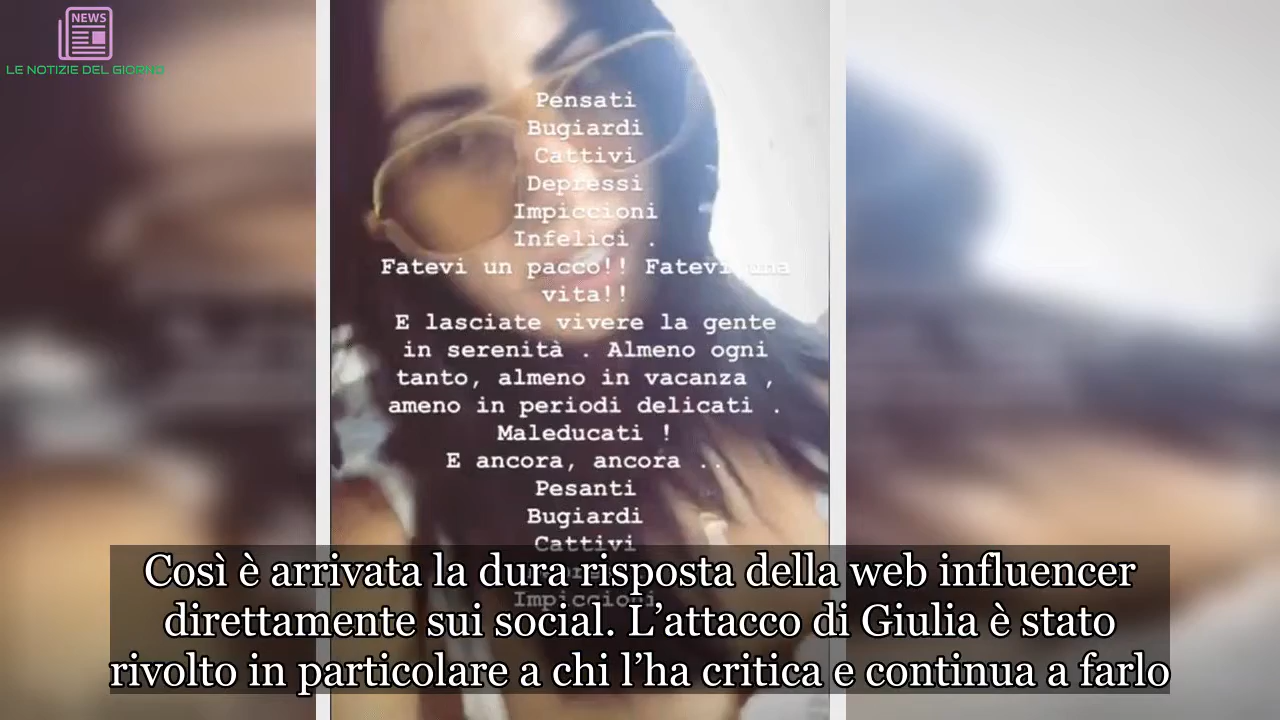 NEWS
LE NOTIZIE DEL GIORNO
Pensati
Bugiardi
Cattivi
Depressi
Impiccioni
Infelici .
Fatevi un pacco!! Fatevi una
vita!!
E lasciate vivere la gente
in serenità . Almeno ogni
tanto, almeno in vacanza ,
ameno in periodi delicati .
Maleducati !
E ancora, ancora ..
Pesanti
Bugiardi
Cattivi
Impiccioni
Così è arrivata la dura risposta della web influencer
direttamente sui social. L’attacco di Giulia è stato
rivolto in particolare a chi l’ha critica e continua a farlo